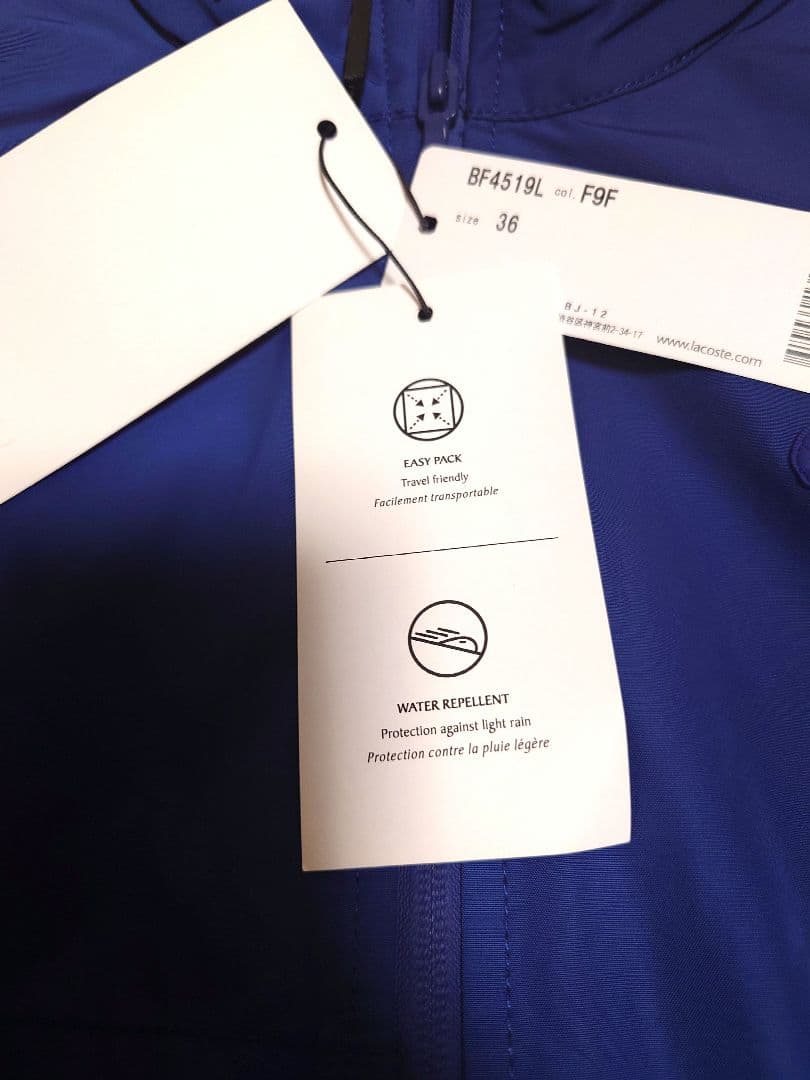 BF4519L col. F9F
size 36
BJ-12
渋谷区神宮前2-34-17 www.lacoste.com
EASY PACK
Travel friendly
Facilement transportable
WATER REPELLENT
Protection against light rain
Protection contre la pluie légère